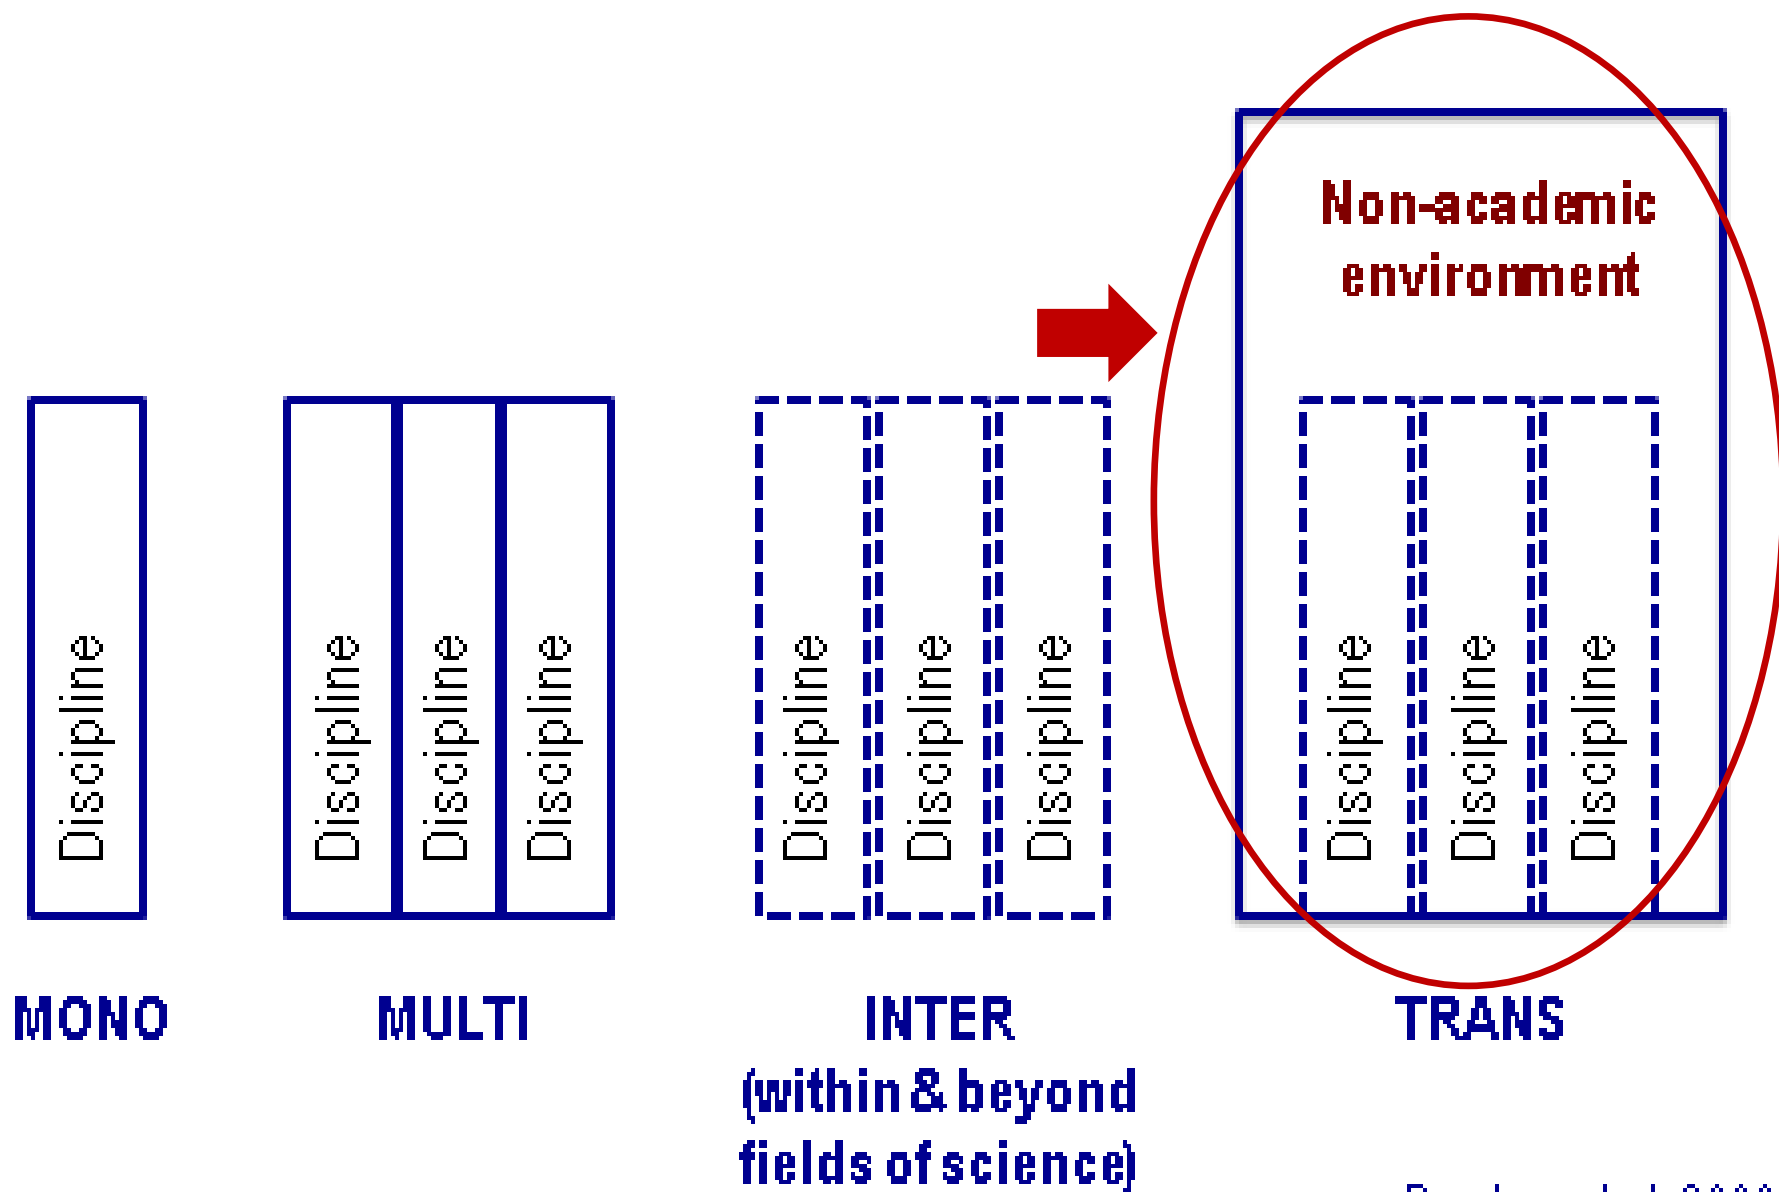 Non-academic
environment
Discipline
Discipline
Discipline
Discipline
Discipline
Discipline
Discipline
Discipline
Discipline
Discipline
MONO
MULTI
INTER
(within & beyond
fields of science)
TRANS